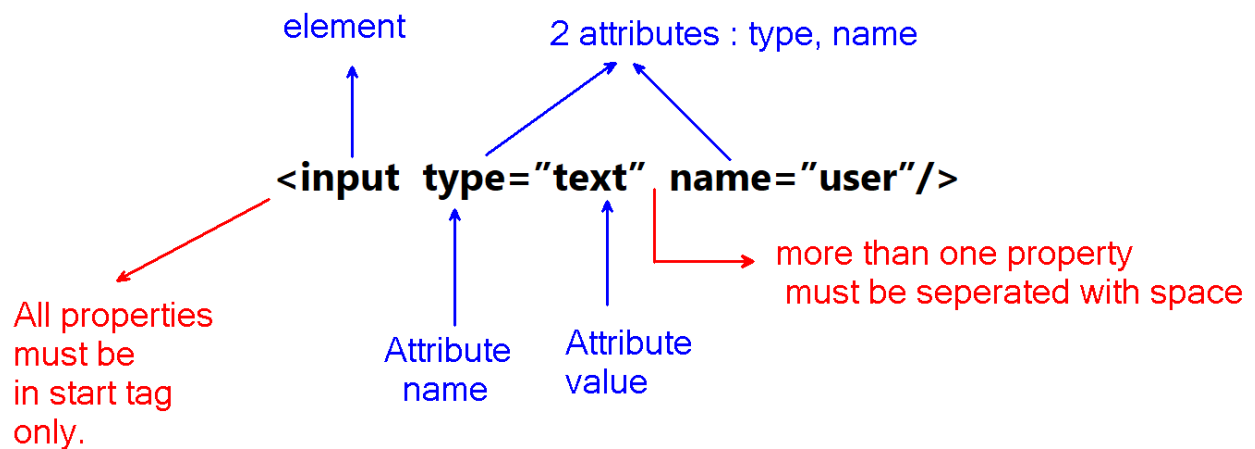 element
2 attributes : type, name
<input type=”text” name=”user”/>
more than one property
must be seperated with space
All properties
must be
in start tag
only.
Attribute
name
Attribute
value